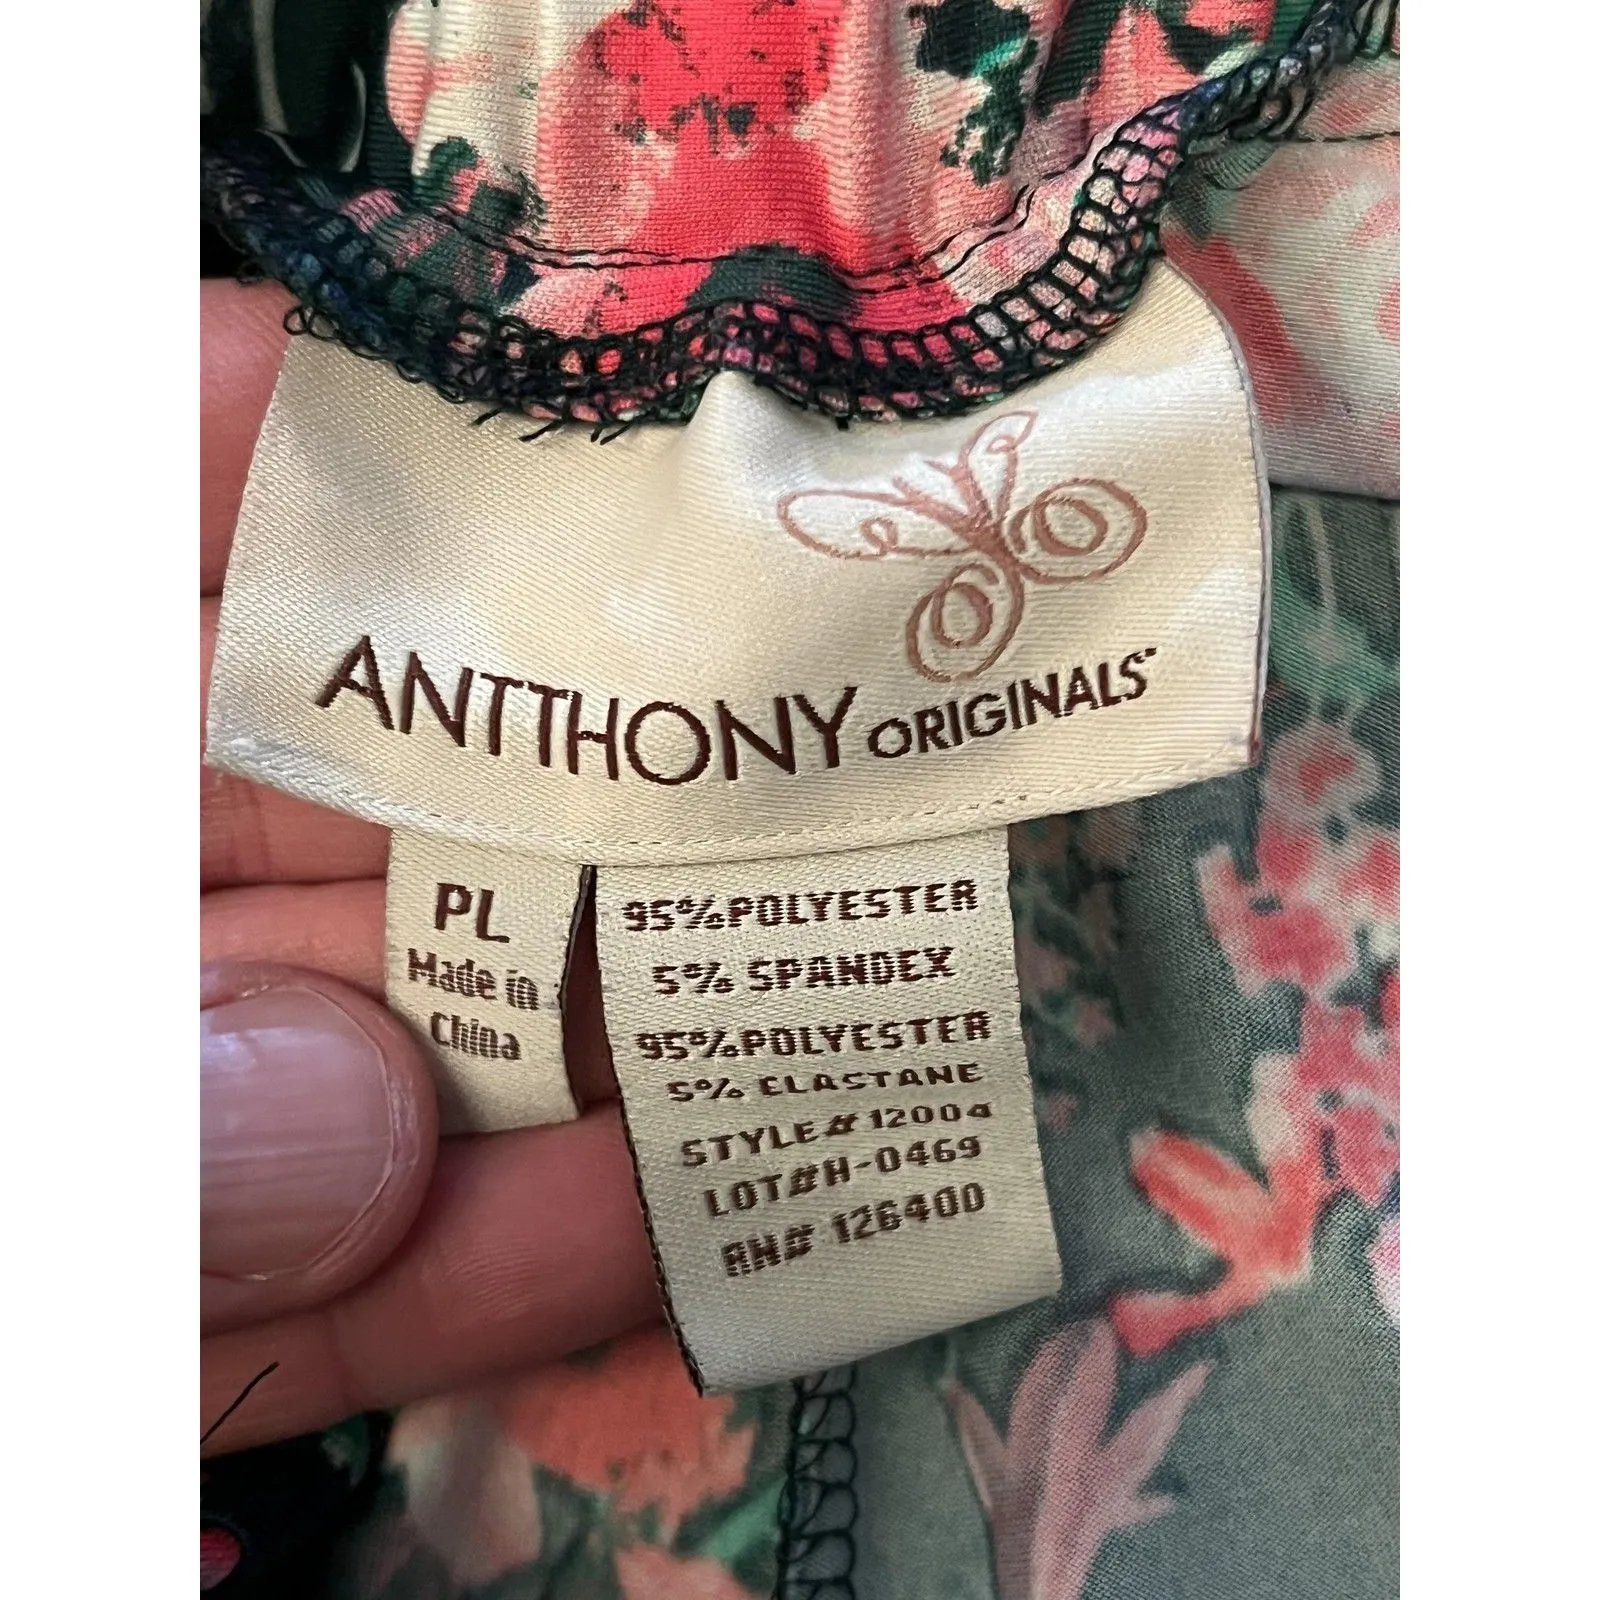 ANTTHONY ORIGINALS
PL
Made in
China
95% POLYESTER
5% SPANDEX
95% POLYESTER
5% ELASTANE
STYLE# 12004
LOT#H-0469
RN# 126400